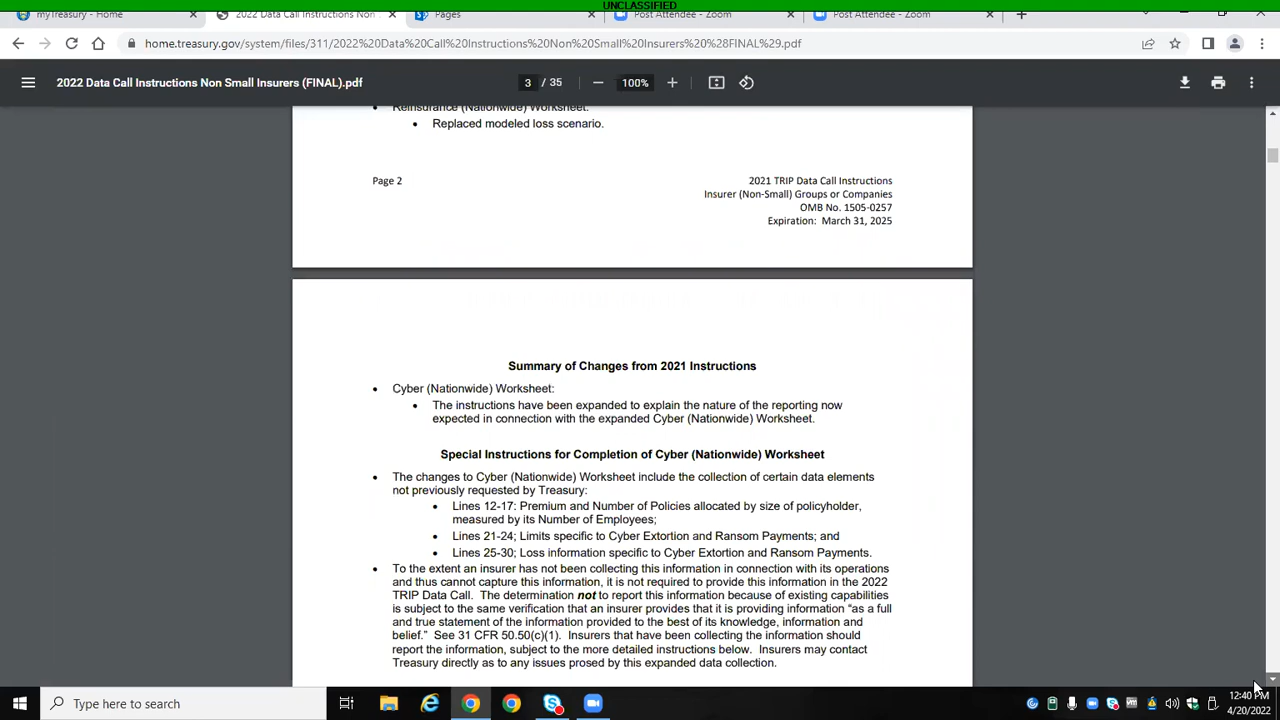 UNCLASSIFIED
myTreasury - Home
2022 Data Call Instructions Non
Pages
Post Attendee - Zoom
Post Attendee - Zoom
home.treasury.gov/system/files/311/2022%20Data%20Call%20Instructions%20Non%20Small%20Insurers%20%28FINAL%29.pdf
2022 Data Call Instructions Non Small Insurers (FINAL).pdf
3 / 35
100%
Reinsurance (Nationwide) Worksheet:
• Replaced modeled loss scenario.
Page 2
2021 TRIP Data Call Instructions
Insurer (Non-Small) Groups or Companies
OMB No. 1505-0257
Expiration: March 31, 2025
Summary of Changes from 2021 Instructions
• Cyber (Nationwide) Worksheet:
• The instructions have been expanded to explain the nature of the reporting now
expected in connection with the expanded Cyber (Nationwide) Worksheet.
Special Instructions for Completion of Cyber (Nationwide) Worksheet
• The changes to Cyber (Nationwide) Worksheet include the collection of certain data elements
not previously requested by Treasury:
• Lines 12-17: Premium and Number of Policies allocated by size of policyholder,
measured by its Number of Employees;
• Lines 21-24; Limits specific to Cyber Extortion and Ransom Payments; and
• Lines 25-30; Loss information specific to Cyber Extortion and Ransom Payments.
• To the extent an insurer has not been collecting this information in connection with its operations
and thus cannot capture this information, it is not required to provide this information in the 2022
TRIP Data Call. The determination not to report this information because of existing capabilities
is subject to the same verification that an insurer provides that it is providing information “as a full
and true statement of the information provided to the best of its knowledge, information and
belief.” See 31 CFR 50.50(c)(1). Insurers that have been collecting the information should
report the information, subject to the more detailed instructions below. Insurers may contact
Treasury directly as to any issues prosed by this expanded data collection.
Type here to search
12:40 PM
4/20/2022